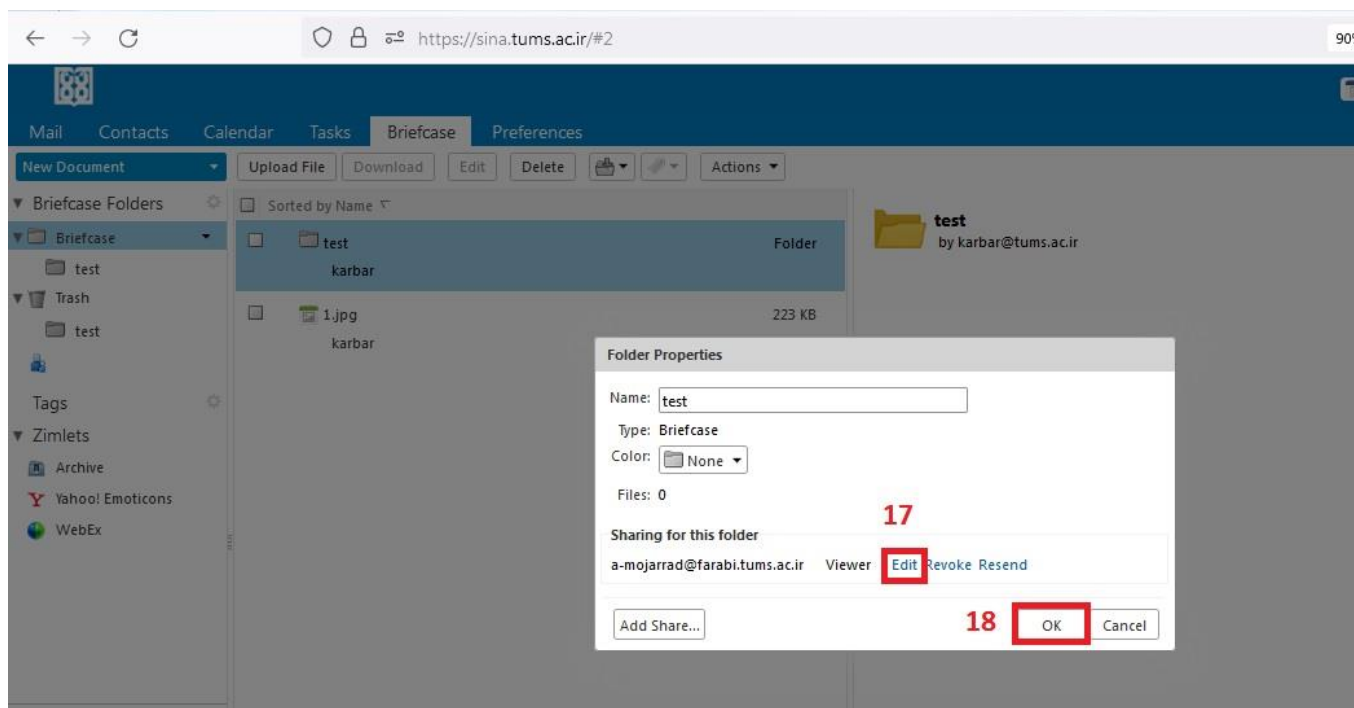 https://sina.tums.ac.ir/#2
90%
Mail Contacts Calendar Tasks Briefcase Preferences
New Document Upload File Download Edit Delete Actions
Briefcase Folders
Sorted by Name
Briefcase
test Folder
karbar
test
by karbar@tums.ac.ir
test
Trash
1.jpg 223 KB
test
karbar
Tags
Zimlets
Archive
Yahoo! Emoticons
WebEx
Folder Properties
Name: test
Type: Briefcase
Color: None
Files: 0
17
Sharing for this folder
a-mojarrad@farabi.tums.ac.ir Viewer Edit Revoke Resend
Add Share... 18 OK Cancel